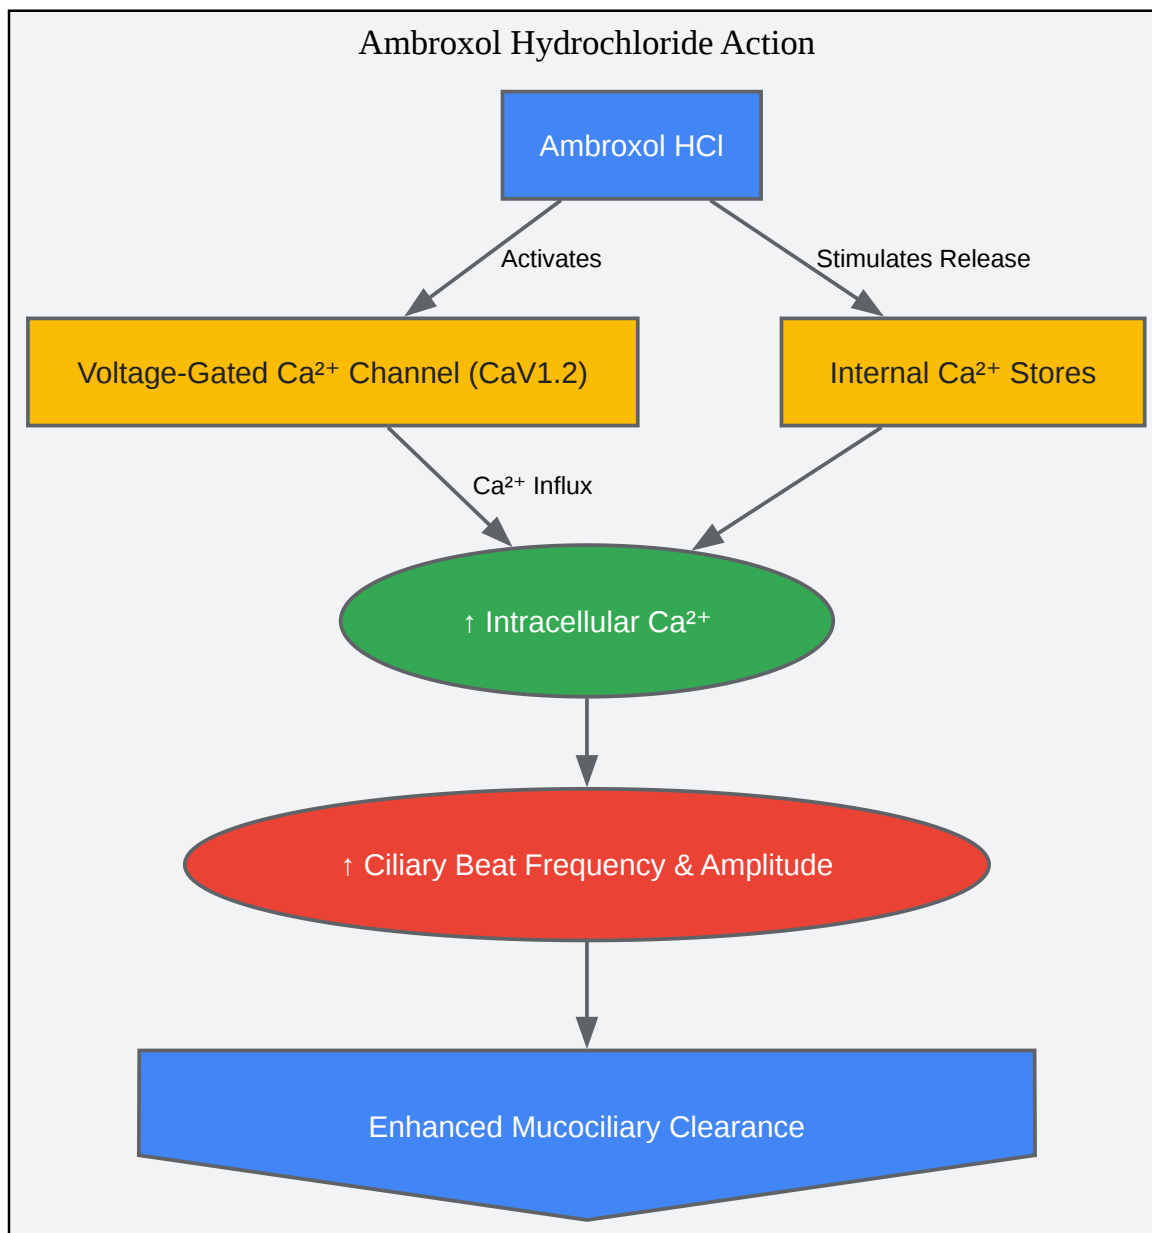 Ambroxol Hydrochloride Action
Ambroxol HCl
Activates
Stimulates Release
Voltage-Gated Ca²⁺ Channel (CaV1.2)
Internal Ca²⁺ Stores
Ca²⁺ Influx
↑ Intracellular Ca²⁺
↑ Ciliary Beat Frequency & Amplitude
Enhanced Mucociliary Clearance